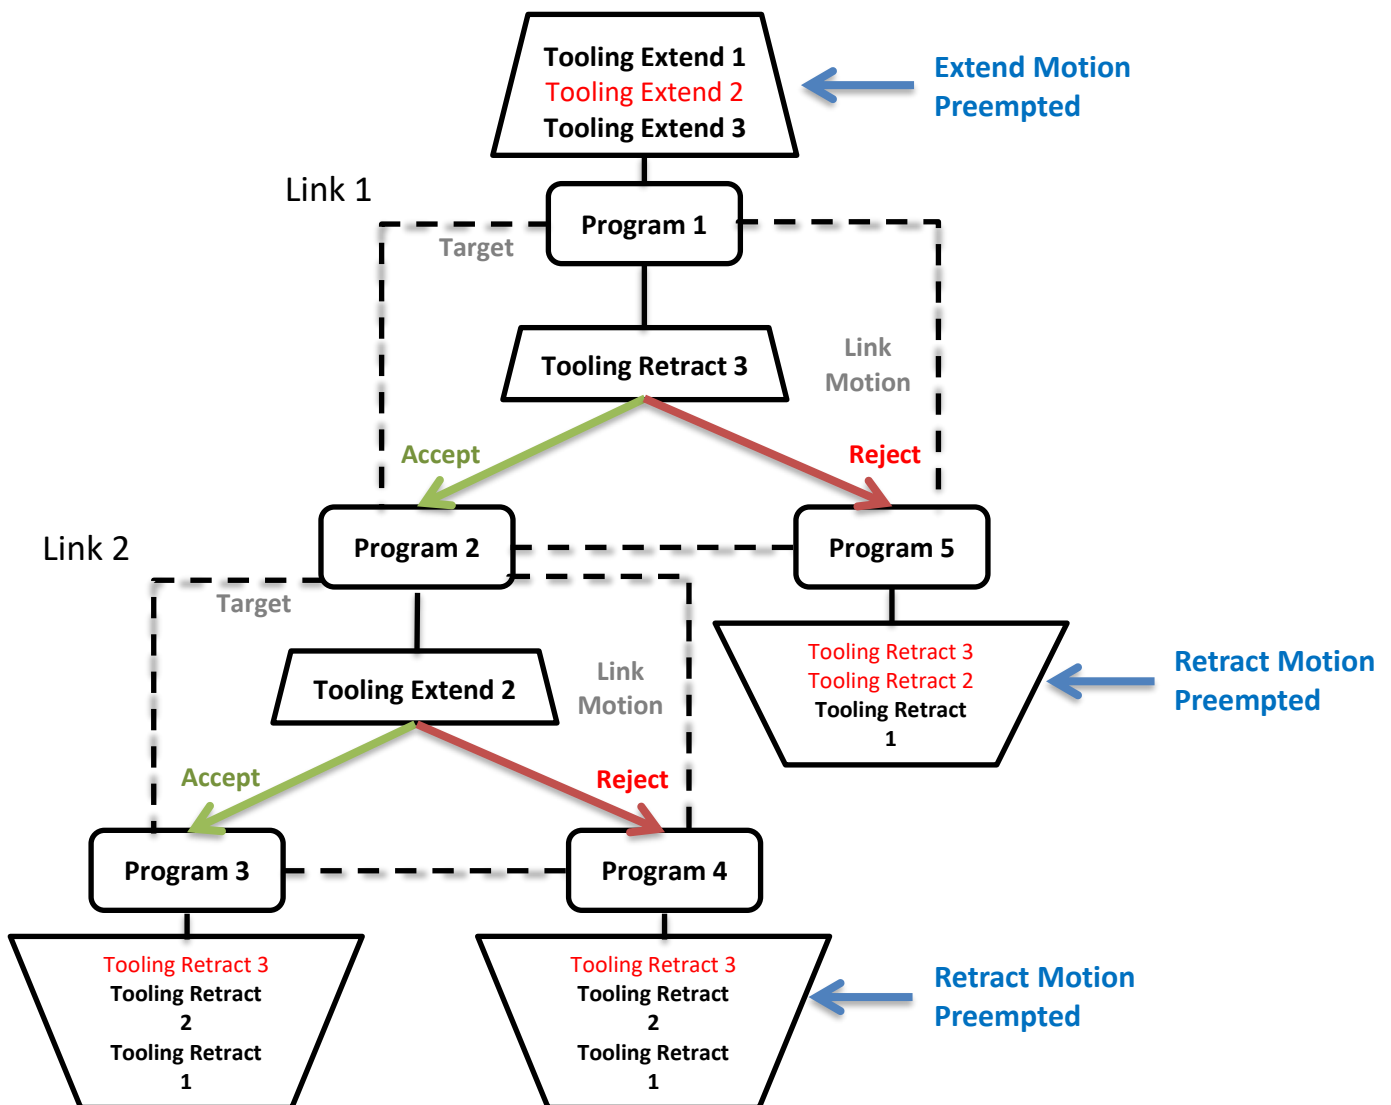 Tooling Extend 1
Tooling Extend 2
Tooling Extend 3
Extend Motion
Preempted
Link 1
Program 1
Target
Tooling Retract 3
Link
Motion
Accept
Reject
Link 2
Program 2
Program 5
Target
Tooling Extend 2
Link
Motion
Tooling Retract 3
Tooling Retract 2
Tooling Retract
1
Retract Motion
Preempted
Accept
Reject
Program 3
Program 4
Tooling Retract 3
Tooling Retract
2
Tooling Retract
1
Tooling Retract 3
Tooling Retract
2
Tooling Retract
1
Retract Motion
Preempted